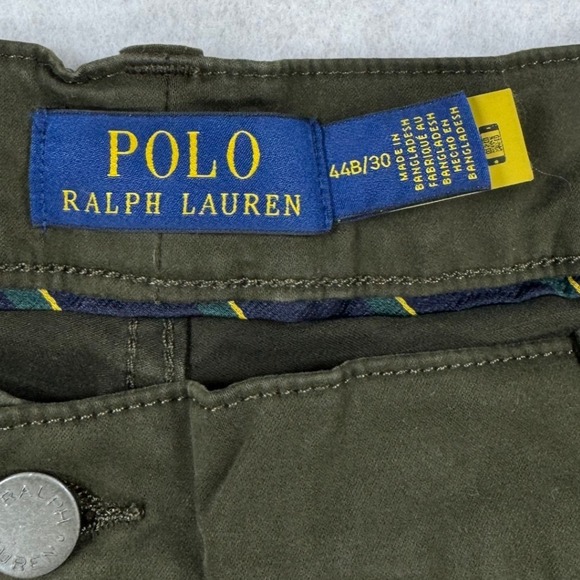 POLO
RALPH LAUREN
44B/30
MADE IN
BANGLADESH
FABRIQUÉ AU
BANGLADESH
HECHO EN
BANGLADESH
RALPH
LAUREN